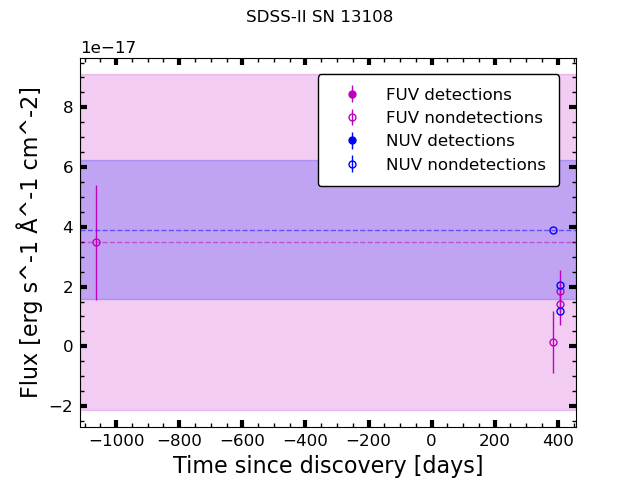 SDSS-II SN 13108
1e−17
FUV detections
FUV nondetections
NUV detections
NUV nondetections
8
6
4
2
0
−2
Flux [erg s^-1 Å^-1 cm^-2]
−1000 −800 −600 −400 −200 0 200 400
Time since discovery [days]